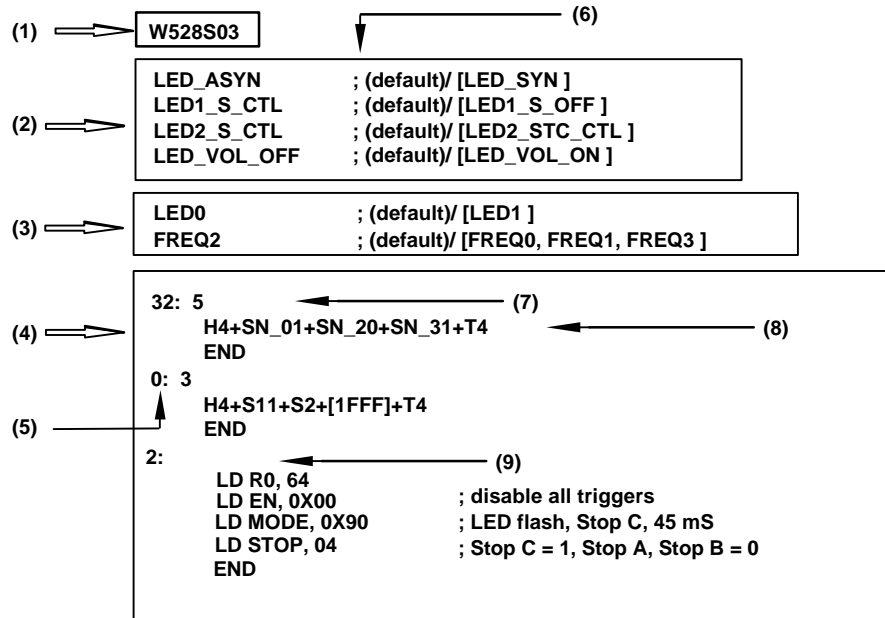 (6)
(1) W528S03
LED_ASYN ; (default)/ [LED_SYN ]
LED1_S_CTL ; (default)/ [LED1_S_OFF ]
(2) LED2_S_CTL ; (default)/ [LED2_STC_CTL ]
LED_VOL_OFF ; (default)/ [LED_VOL_ON ]
LED0 ; (default)/ [LED1 ]
(3) FREQ2 ; (default)/ [FREQ0, FREQ1, FREQ3 ]
32: 5 (7)
(4) H4+SN_01+SN_20+SN_31+T4 (8)
END
0: 3
H4+S11+S2+[1FFF]+T4
(5) END
2: (9)
LD R0, 64
LD EN, 0X00 ; disable all triggers
LD MODE, 0X90 ; LED flash, Stop C, 45 mS
LD STOP, 04 ; Stop C = 1, Stop A, Stop B = 0
END